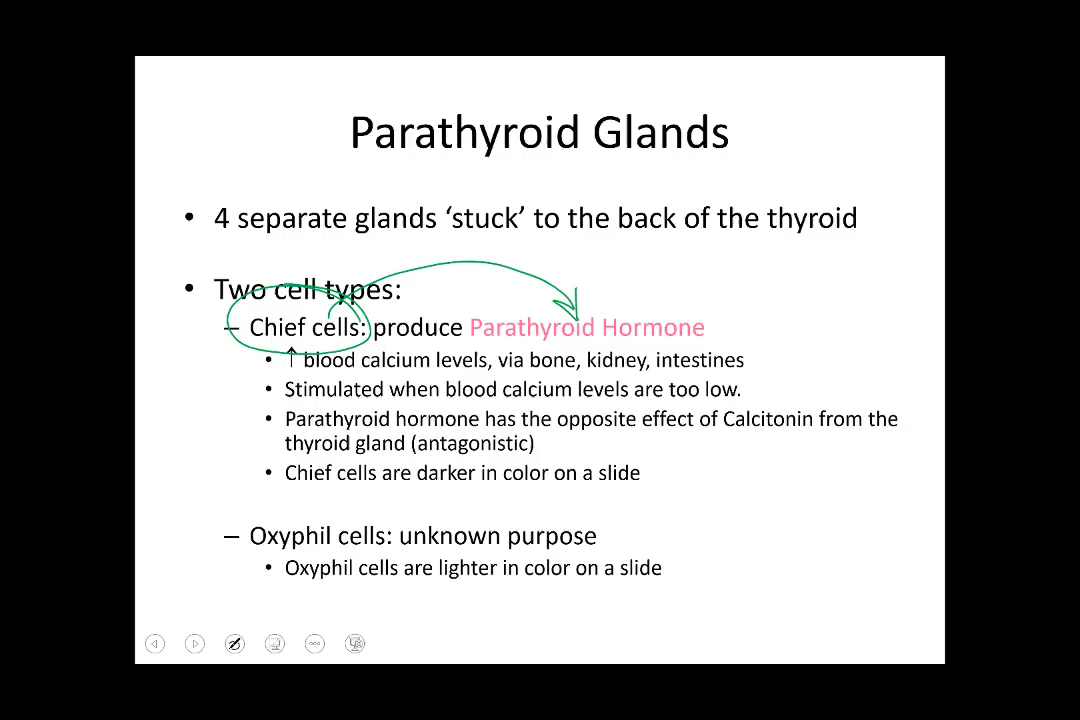 Parathyroid Glands
• 4 separate glands ‘stuck’ to the back of the thyroid
• Two cell types:
– Chief cells: produce Parathyroid Hormone
• ↑ blood calcium levels, via bone, kidney, intestines
• Stimulated when blood calcium levels are too low.
• Parathyroid hormone has the opposite effect of Calcitonin from the
thyroid gland (antagonistic)
• Chief cells are darker in color on a slide
– Oxyphil cells: unknown purpose
• Oxyphil cells are lighter in color on a slide